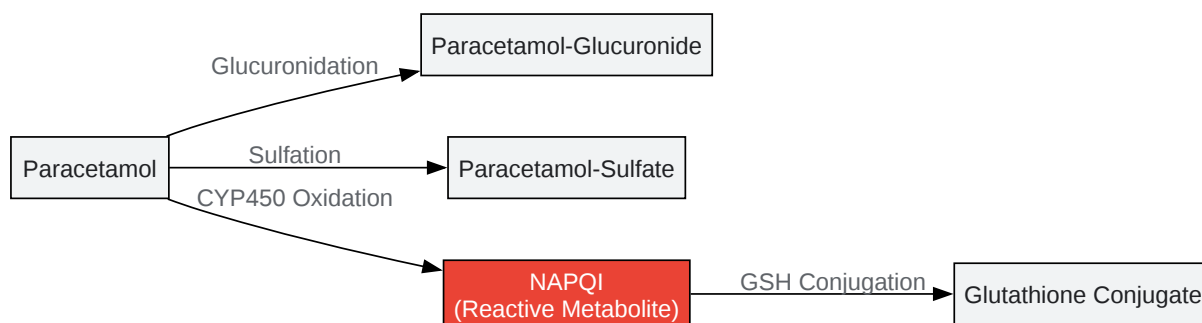 Paracetamol-Glucuronide
Glucuronidation
Paracetamol
Sulfation
Paracetamol-Sulfate
CYP450 Oxidation
NAPQI
(Reactive Metabolite)
GSH Conjugation
Glutathione Conjugate